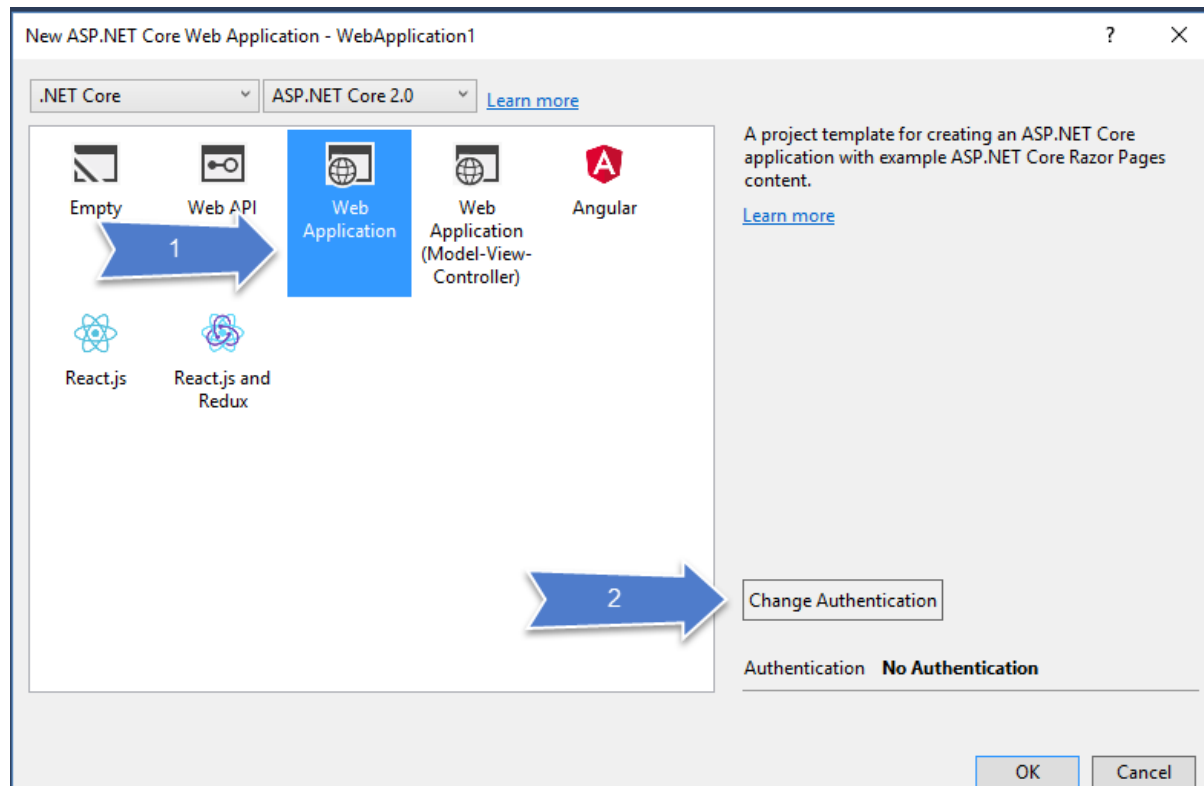 New ASP.NET Core Web Application - WebApplication1
?
.NET Core
ASP.NET Core 2.0
Learn more
Empty
Web API
Web
Application
Web
Application
(Model-View-
Controller)
Angular
1
React.js
React.js and
Redux
A project template for creating an ASP.NET Core
application with example ASP.NET Core Razor Pages
content.
Learn more
2
Change Authentication
Authentication No Authentication
OK
Cancel